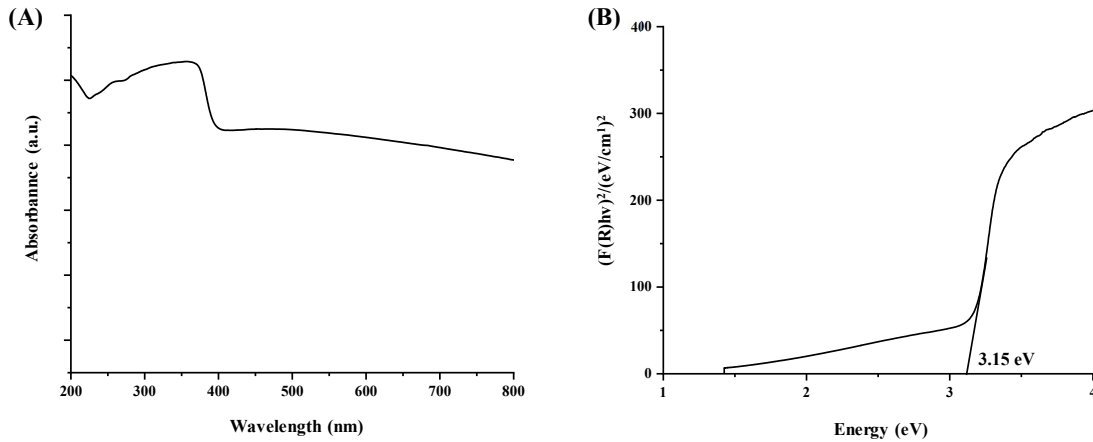 (A)
Absorbannce (a.u.)
200 300 400 500 600 700 800
Wavelength (nm)
(B)
(F(R)hv)²/(eV/cm¹)²
400
300
200
100
0
3.15 eV
1 2 3 4
Energy (eV)